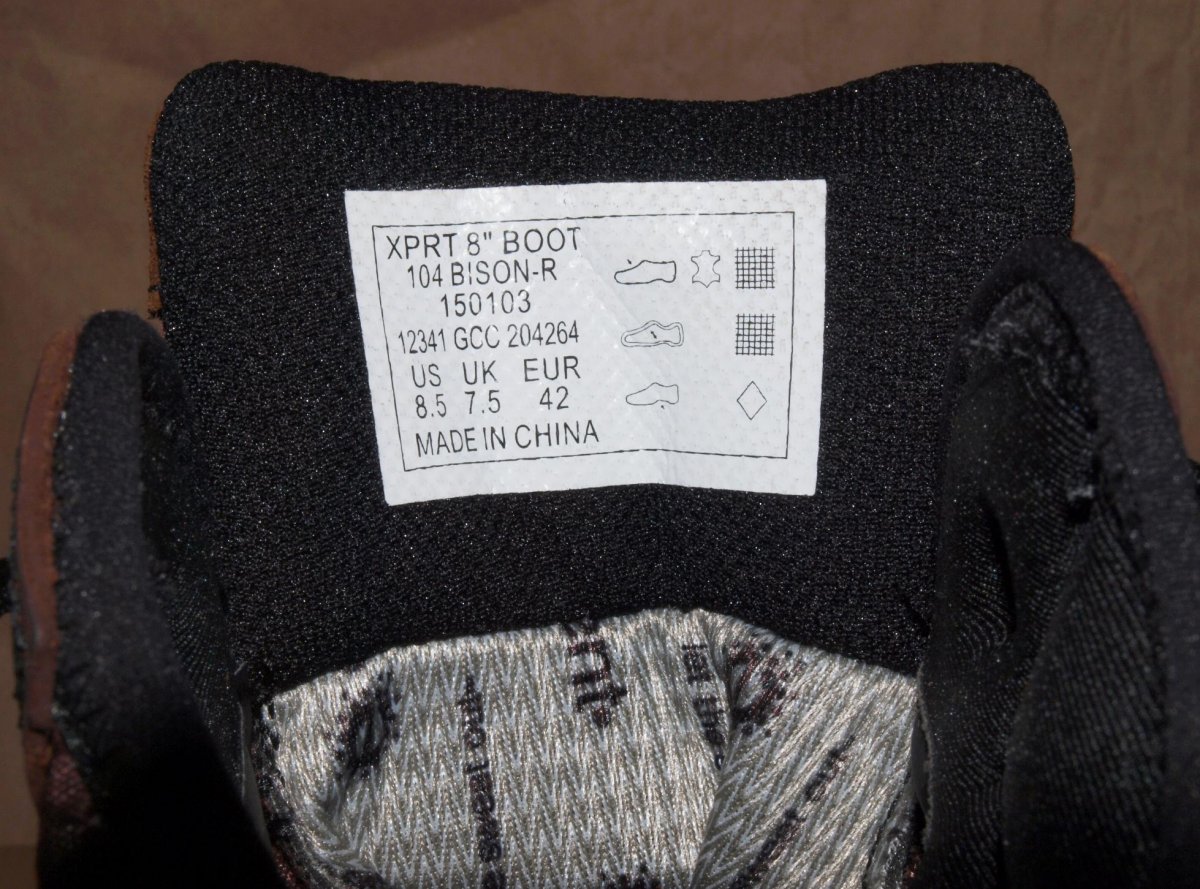 XPRT 8" BOOT
104 BISON-R
150103
12341 GCC 204264
US UK EUR
8.5 7.5 42
MADE IN CHINA